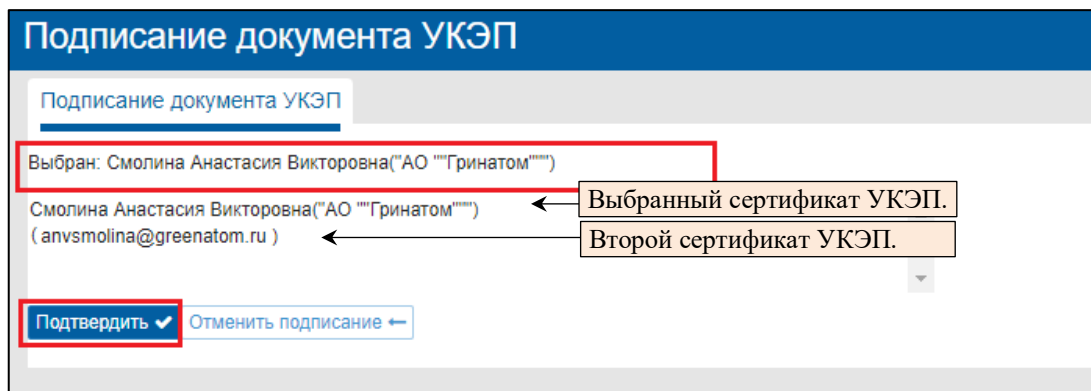 Подписание документа УКЭП
Подписание документа УКЭП
Выбран: Смолина Анастасия Викторовна("АО ""Гринатом""")
Смолина Анастасия Викторовна("АО ""Гринатом""")
Выбранный сертификат УКЭП.
( anvsmolina@greenatom.ru )
Второй сертификат УКЭП.
Подтвердить ✔ Отменить подписание ←